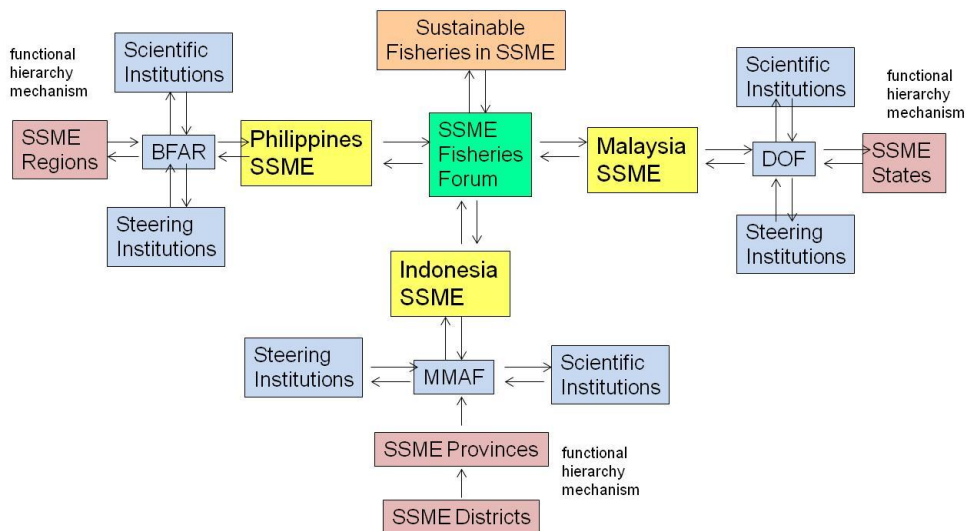 Sustainable
Fisheries in SSME
functional
hierarchy
mechanism
Scientific
Institutions
Scientific
Institutions
functional
hierarchy
mechanism
SSME
Regions
BFAR
Philippines
SSME
SSME
Fisheries
Forum
Malaysia
SSME
DOF
SSME
States
Steering
Institutions
Steering
Institutions
Indonesia
SSME
Steering
Institutions
MMAF
Scientific
Institutions
SSME Provinces
functional
hierarchy
mechanism
SSME Districts